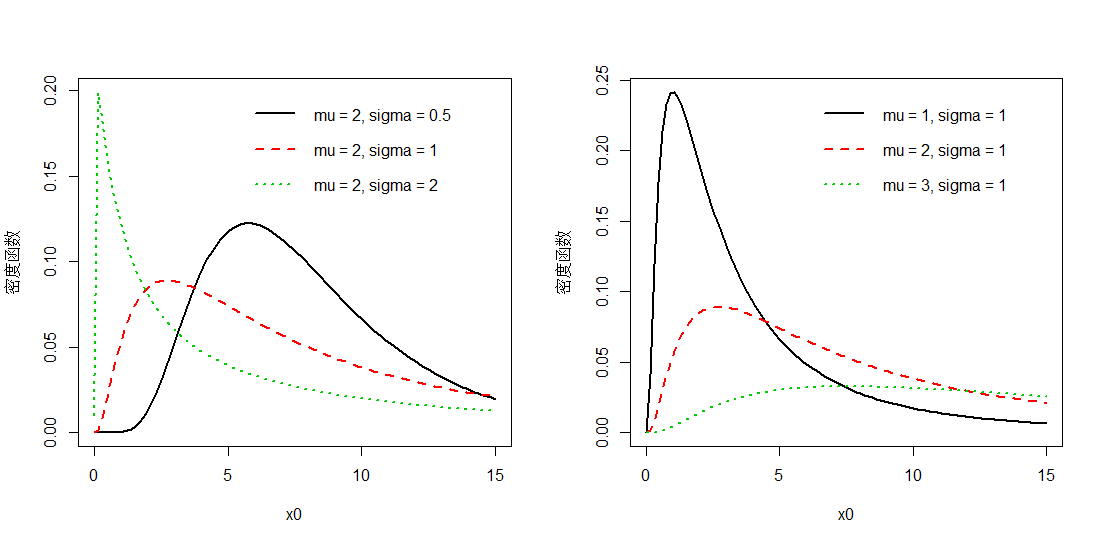 密度函数
0.20
0.15
0.10
0.05
0.00
mu = 2, sigma = 0.5
mu = 2, sigma = 1
mu = 2, sigma = 2
0 5 10 15
x0
密度函数
0.25
0.20
0.15
0.10
0.05
0.00
mu = 1, sigma = 1
mu = 2, sigma = 1
mu = 3, sigma = 1
0 5 10 15
x0